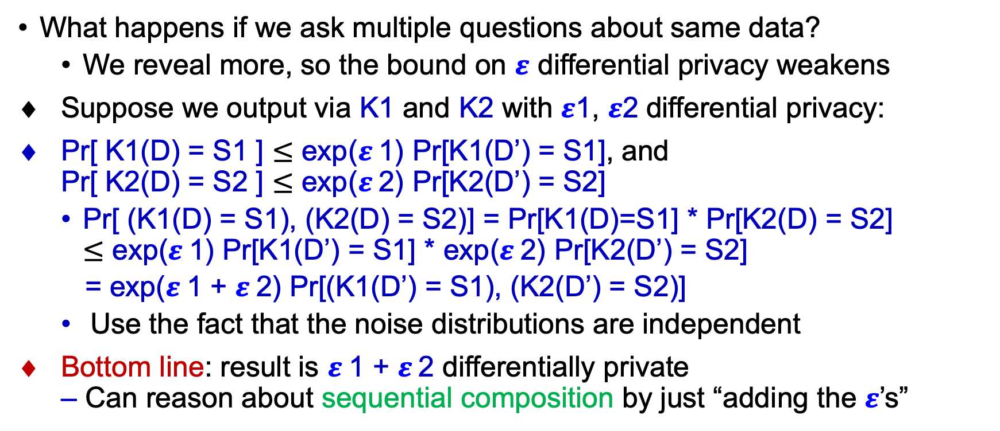 • What happens if we ask multiple questions about same data?
• We reveal more, so the bound on ε differential privacy weakens
♦ Suppose we output via K1 and K2 with ε1, ε2 differential privacy:
♦ Pr[ K1(D) = S1 ] ≤ exp(ε 1) Pr[K1(D’) = S1], and
Pr[ K2(D) = S2 ] ≤ exp(ε 2) Pr[K2(D’) = S2]
• Pr[ (K1(D) = S1), (K2(D) = S2)] = Pr[K1(D)=S1] * Pr[K2(D) = S2]
≤ exp(ε 1) Pr[K1(D’) = S1] * exp(ε 2) Pr[K2(D’) = S2]
= exp(ε 1 + ε 2) Pr[(K1(D’) = S1), (K2(D’) = S2)]
• Use the fact that the noise distributions are independent
♦ Bottom line: result is ε 1 + ε 2 differentially private
– Can reason about sequential composition by just “adding the ε’s”